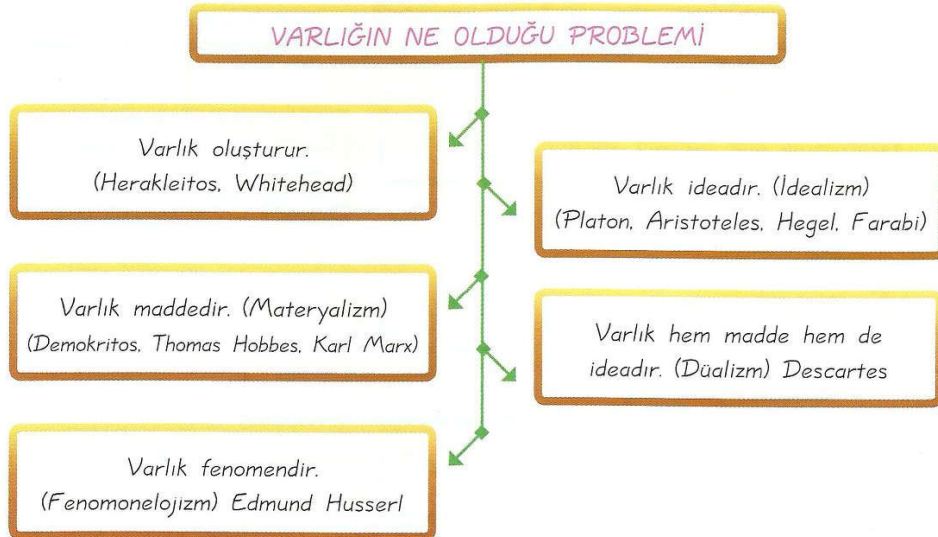 VARLIĞIN NE OLDUĞU PROBLEMİ
Varlık oluşturur.
(Herakleitos, Whitehead)
Varlık ideadır. (İdealizm)
(Platon, Aristoteles, Hegel, Farabi)
Varlık maddedir. (Materyalizm)
(Demokritos, Thomas Hobbes, Karl Marx)
Varlık hem madde hem de
ideadır. (Düalizm) Descartes
Varlık fenomendir.
(Fenomonelojizm) Edmund Husserl